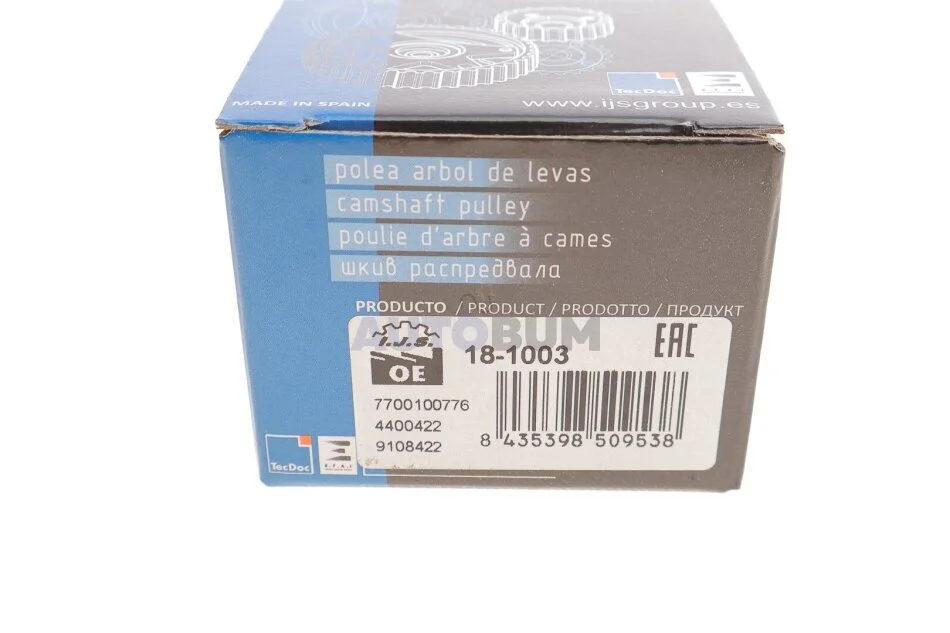 TecDoc
MADE IN SPAIN
www.ijsgroup.es
polea arbol de levas
camshaft pulley
poulie d'arbre à cames
шкив распредвала
PRODUCTO / PRODUCT / PRODOTTO / ПРОДУКТ
AUTOBUM
I.J.S.
OE
18-1003
EAC
7700100776
4400422
9108422
8 435398 509538
TecDoc